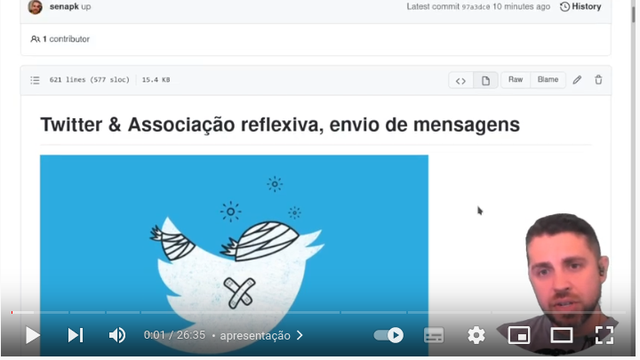 senapk up
Latest commit 97a3dc0 10 minutes ago
History
1 contributor
621 lines (577 sloc) 15.4 KB
Raw Blame
Twitter & Associação reflexiva, envio de mensagens
0:01 / 26:35 • apresentação